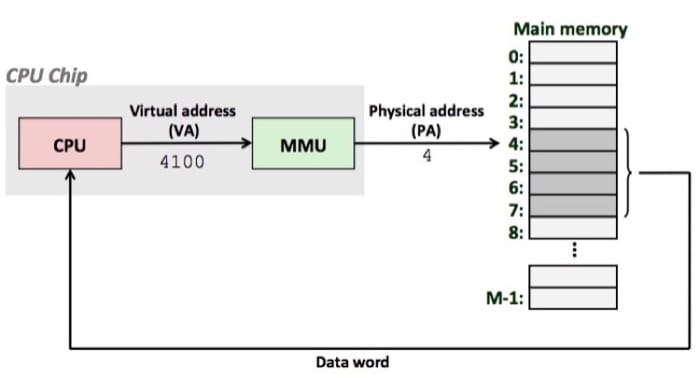 Main memory
0:
CPU Chip
1:
Virtual address
Physical address
2:
(VA)
(PA)
3:
CPU
MMU
4:
4100
4
5:
6:
7:
8:
M-1:
Data word